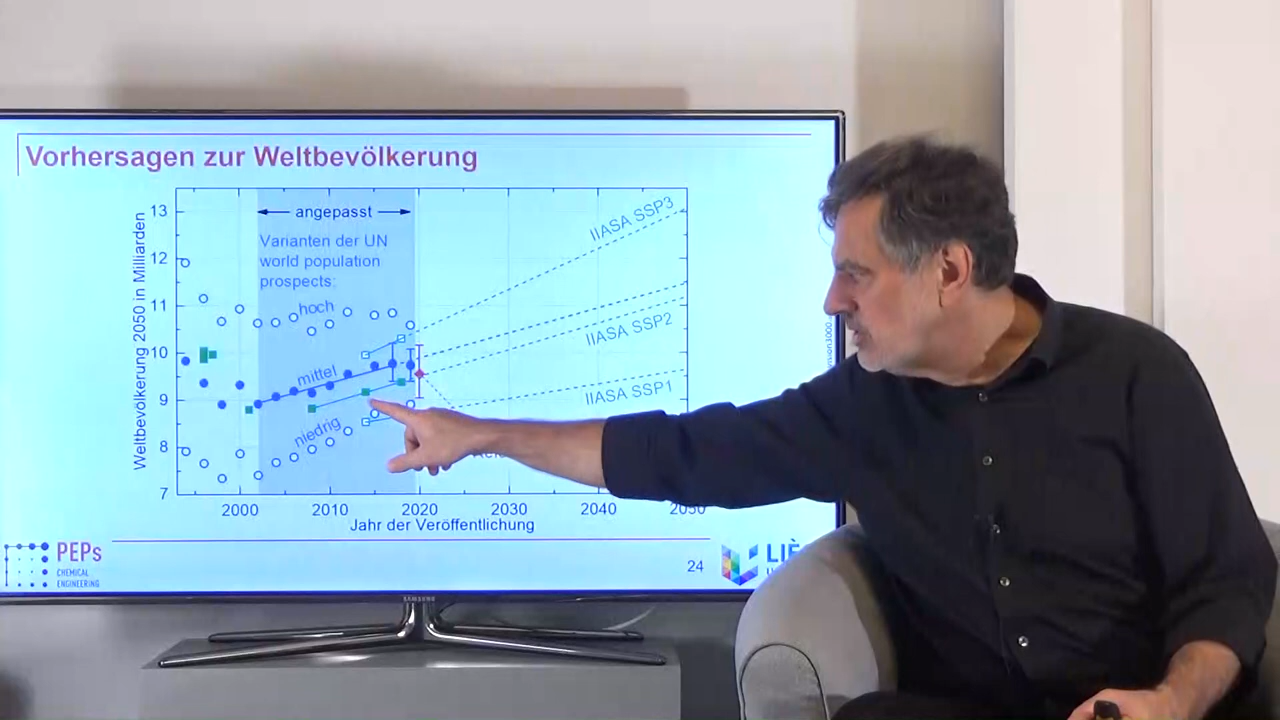 Vorhersagen zur Weltbevölkerung
Weltbevölkerung 2050 in Milliarden
13
12
11
10
9
8
7
angepasst
Varianten der UN
world population
prospects:
hoch
mittel
niedrig
IIASA SSP3
IIASA SSP2
IIASA SSP1
2000
2010
2020
2030
2040
2050
Jahr der Veröffentlichung
PEPs
CHEMICAL
ENGINEERING
24
LIÈ
SAMSUNG